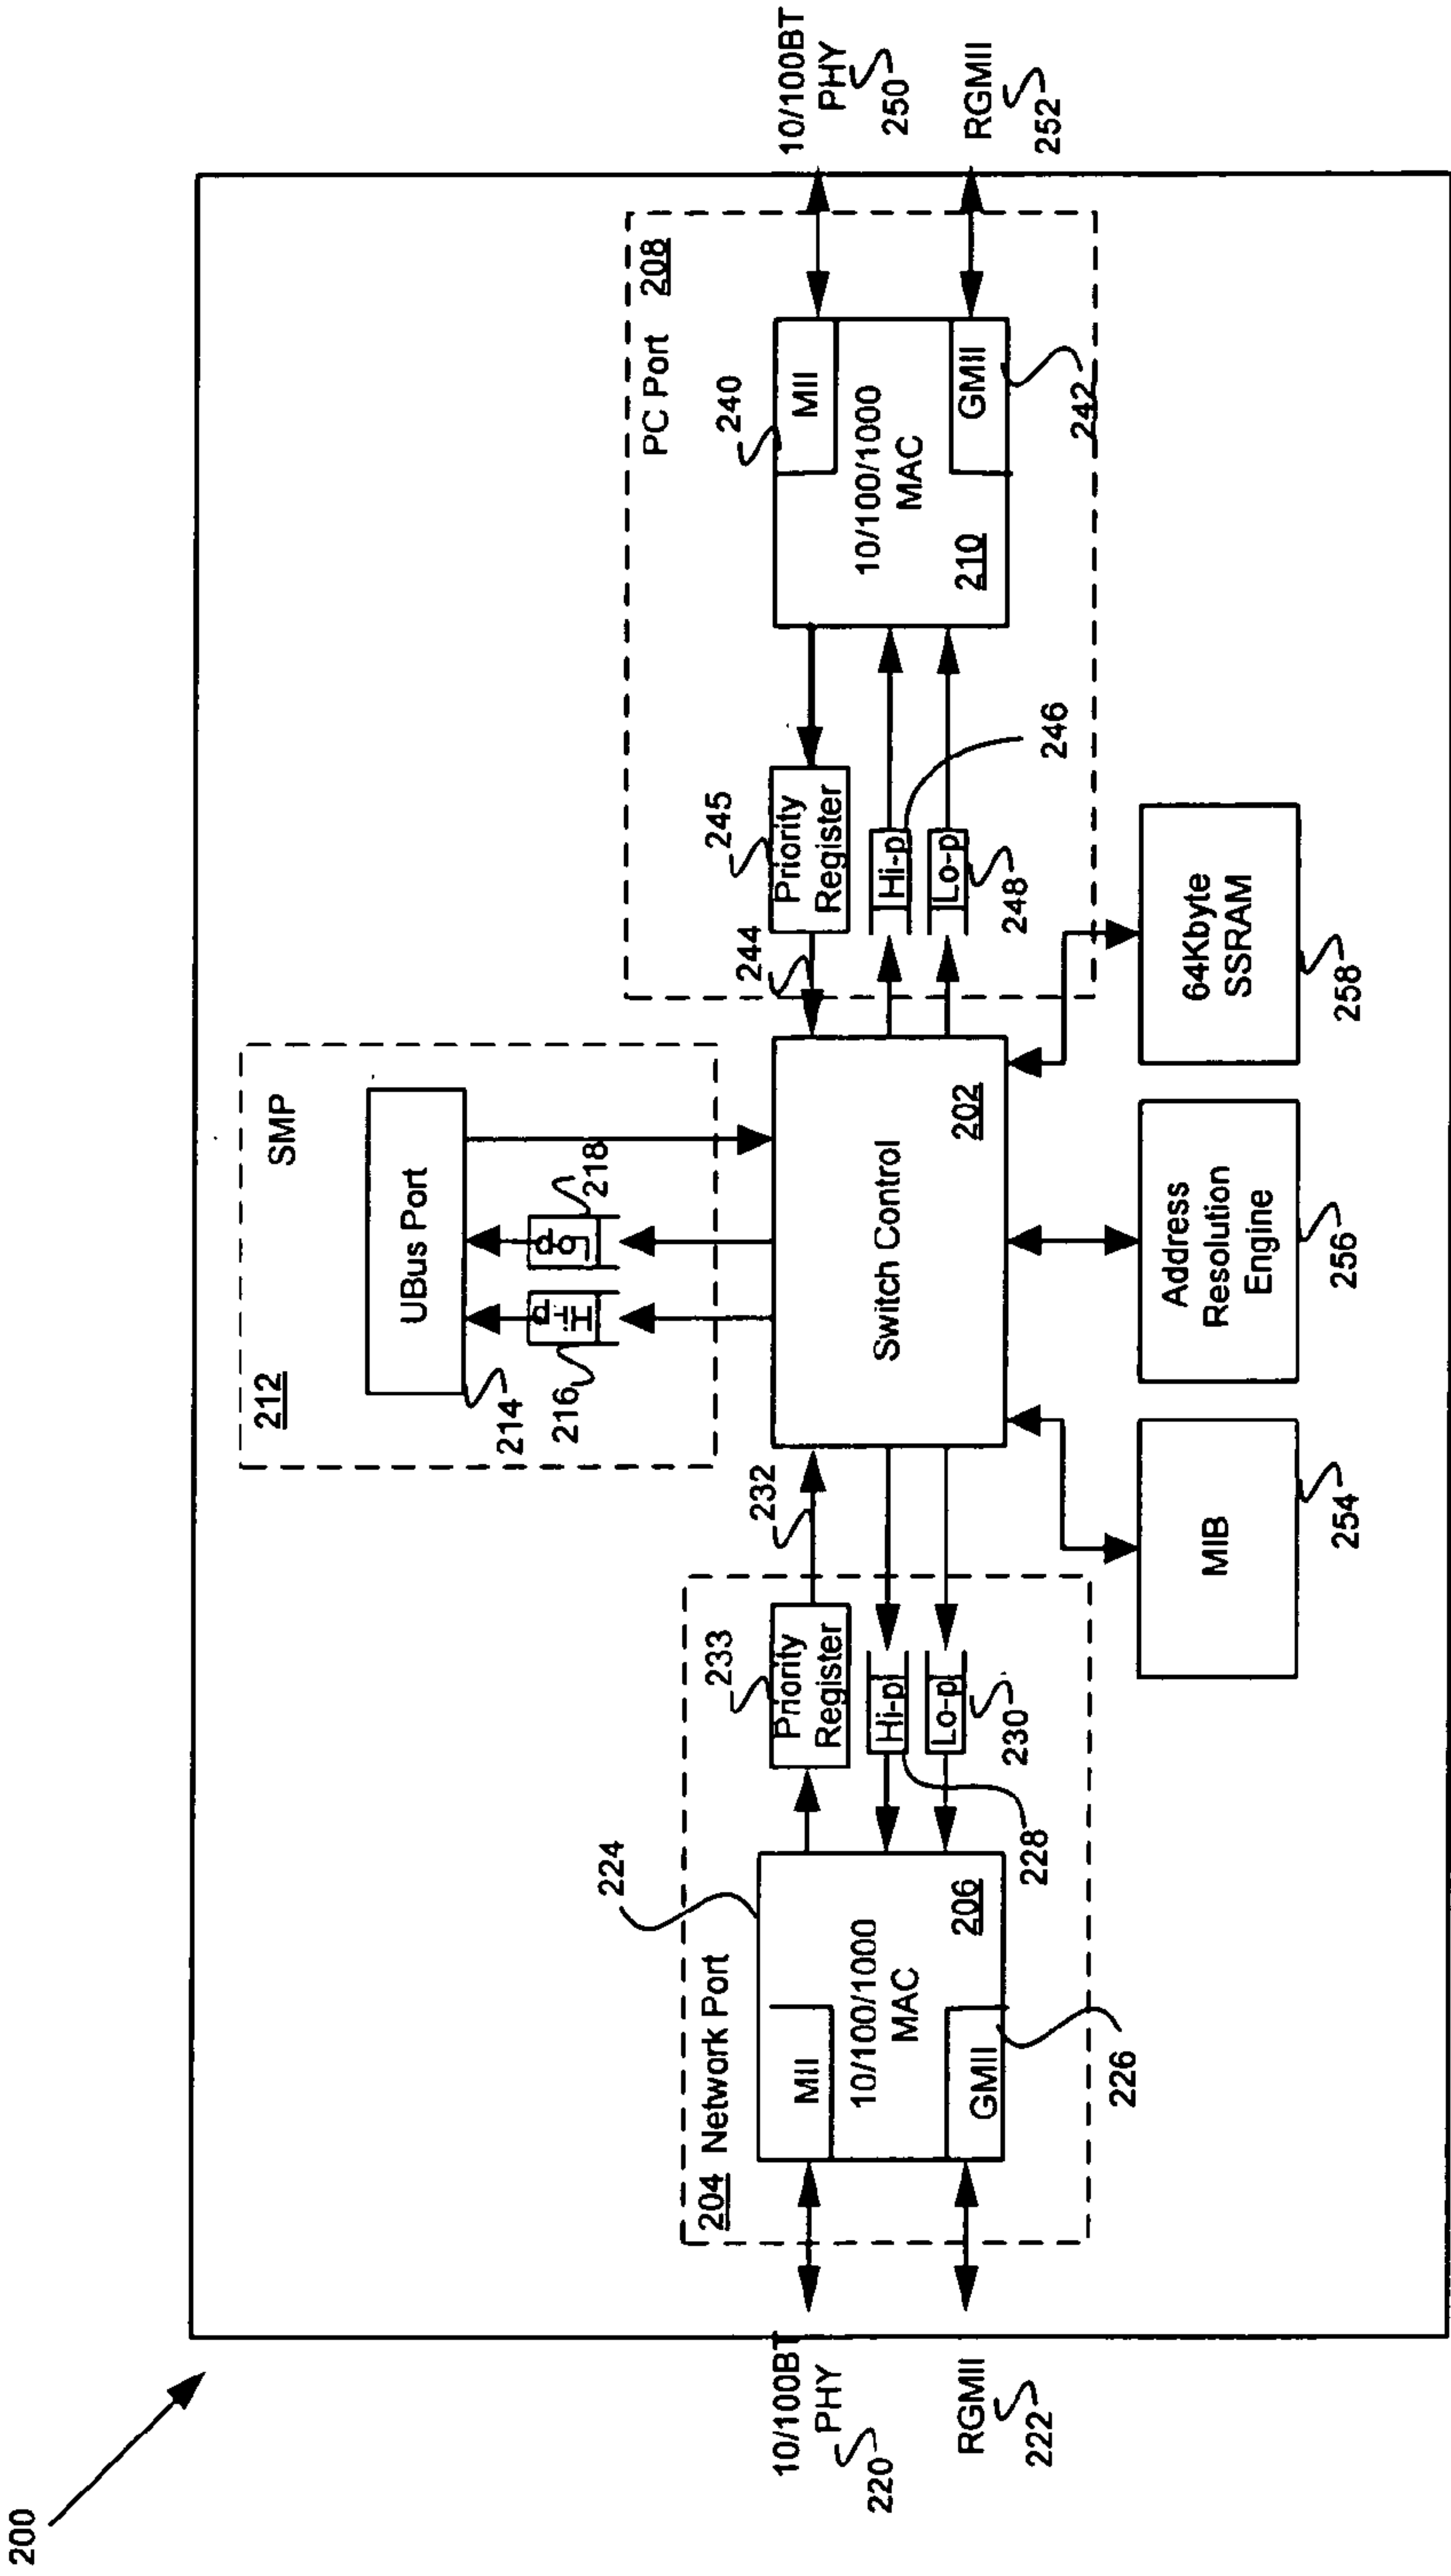 200
212
SMP
UBus Port
214
Hi-p
216
Lo-p
218
204 Network Port
224
MII
10/100/1000
MAC
206
GMII
226
233
Priority
Register
232
Hi-p
228
Lo-p
230
10/100BT
PHY
220
RGMII
222
Switch Control
202
PC Port 208
244
245
Priority
Register
Hi-p
246
Lo-p
248
240
MII
10/100/1000
MAC
210
GMII
242
10/100BT
PHY
250
RGMII
252
MIB
254
Address
Resolution
Engine
256
64Kbyte
SSRAM
258